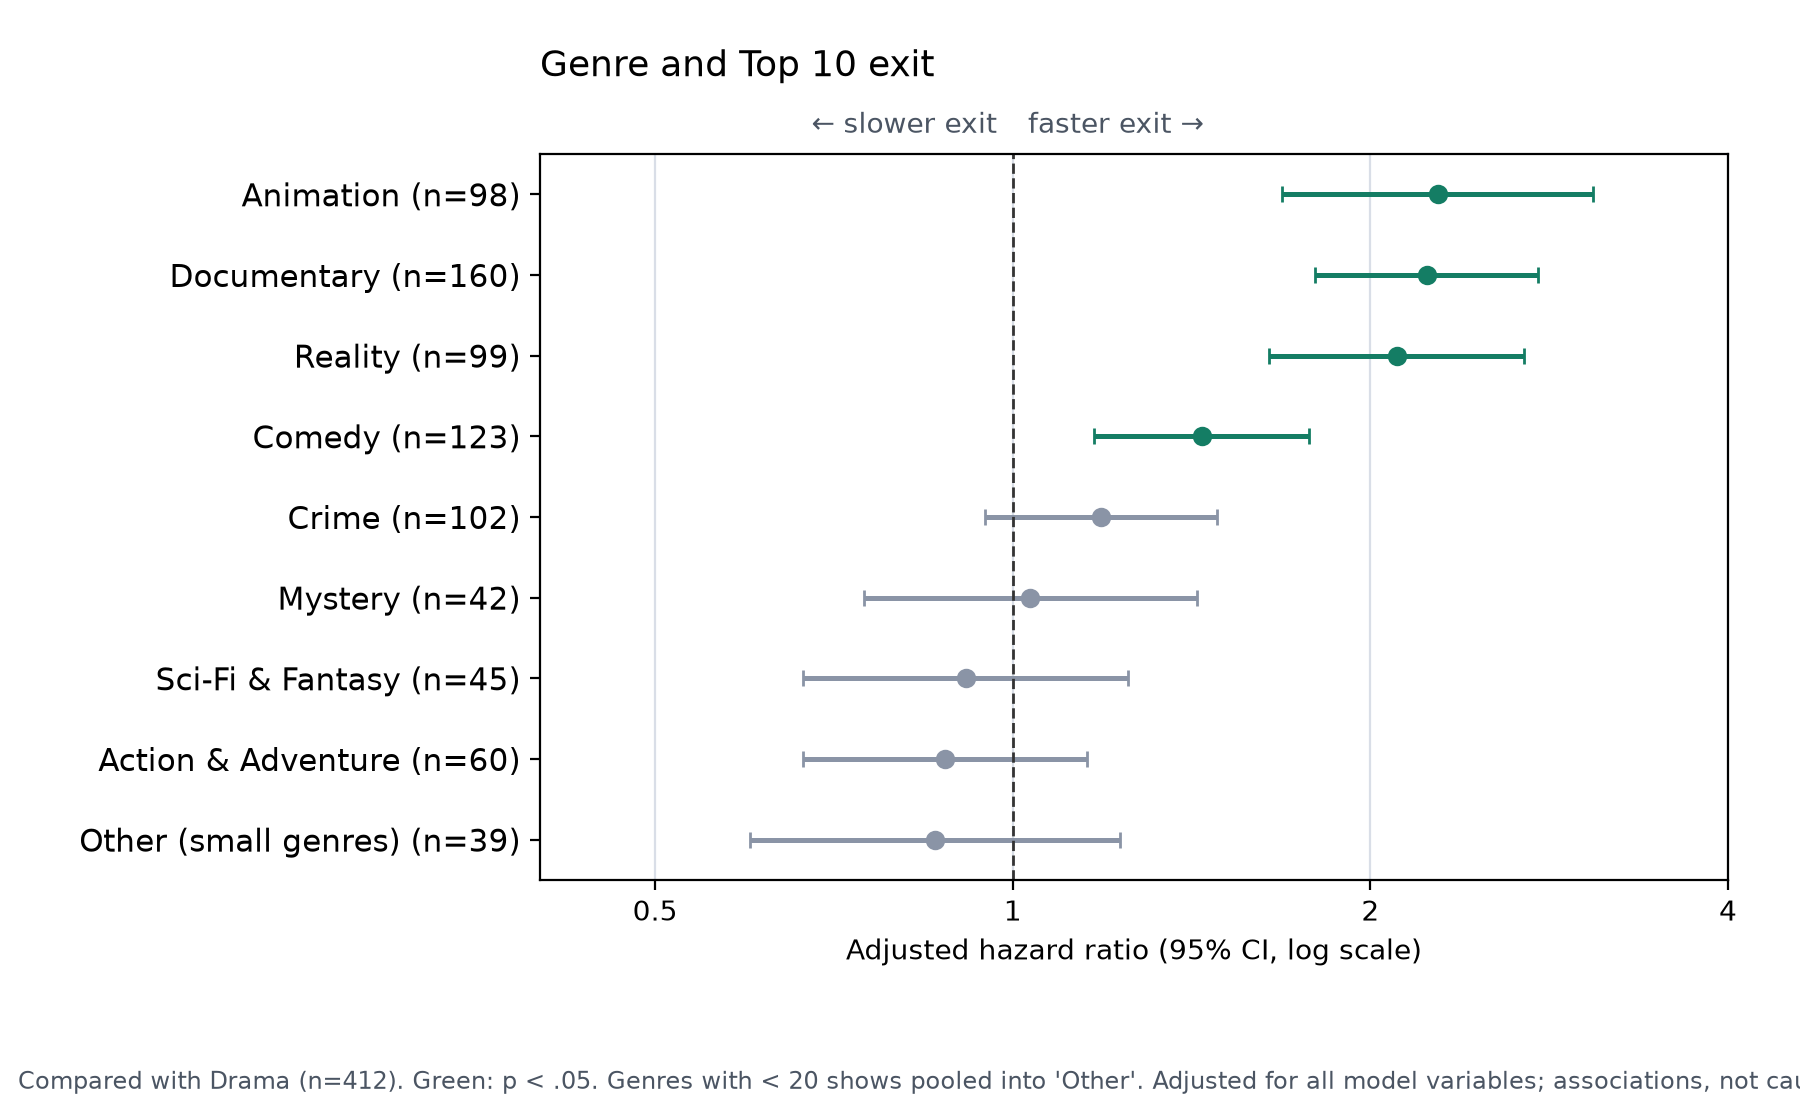 Genre and Top 10 exit
← slower exit faster exit →
Animation (n=98)
Documentary (n=160)
Reality (n=99)
Comedy (n=123)
Crime (n=102)
Mystery (n=42)
Sci-Fi & Fantasy (n=45)
Action & Adventure (n=60)
Other (small genres) (n=39)
0.5 1 2 4
Adjusted hazard ratio (95% CI, log scale)
Compared with Drama (n=412). Green: p < .05. Genres with < 20 shows pooled into 'Other'. Adjusted for all model variables; associations, not